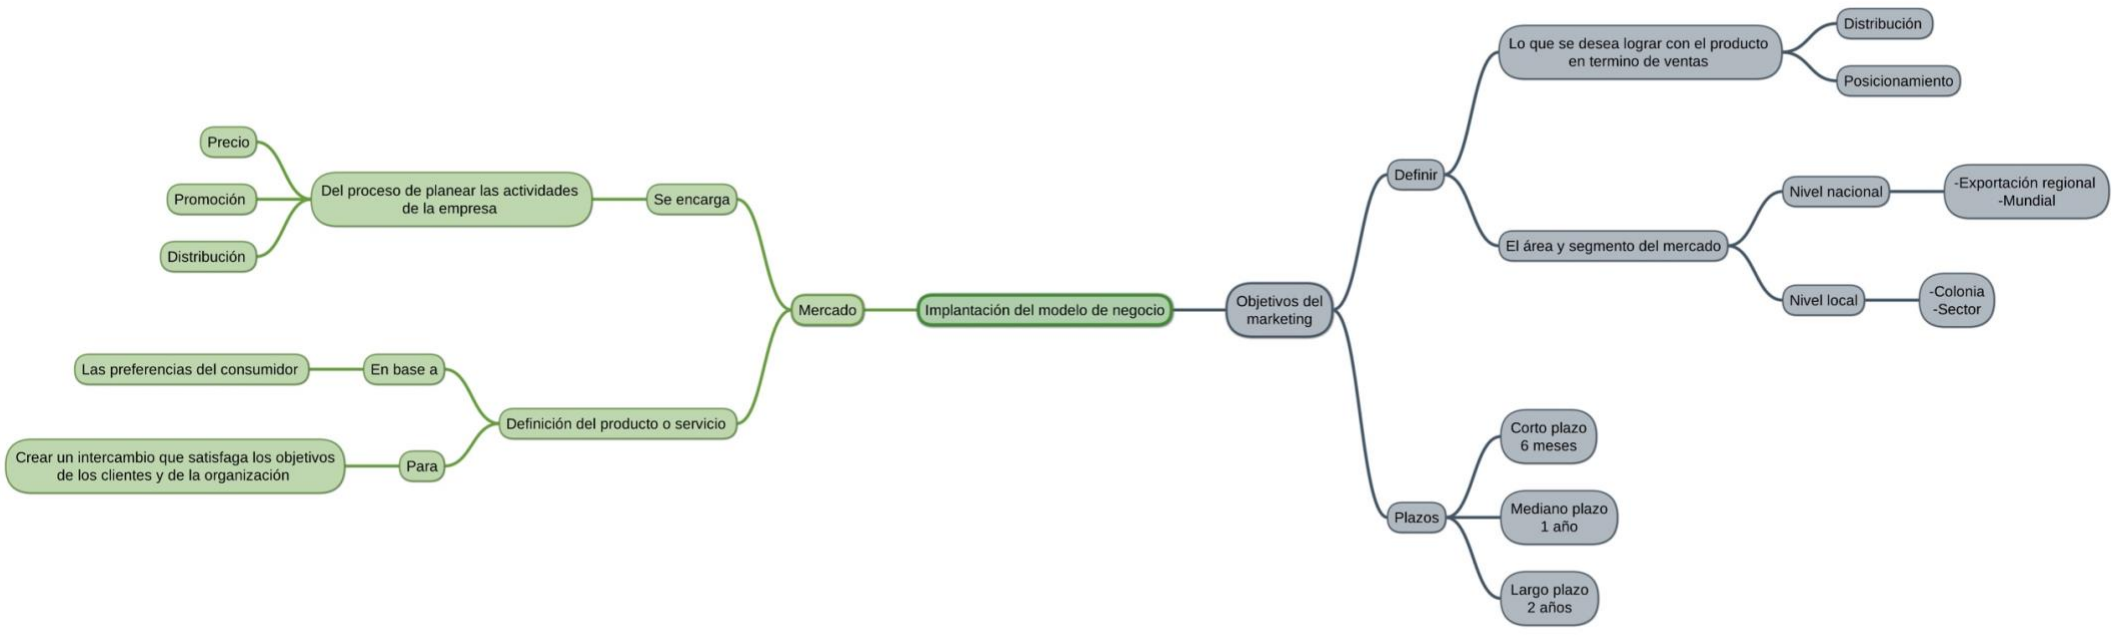 Implantación del modelo de negocio
Mercado
Se encarga
Del proceso de planear las actividades
de la empresa
Precio
Promoción
Distribución
Definición del producto o servicio
En base a
Las preferencias del consumidor
Para
Crear un intercambio que satisfaga los objetivos
de los clientes y de la organización
Objetivos del
marketing
Definir
Lo que se desea lograr con el producto
en termino de ventas
Distribución
Posicionamiento
El área y segmento del mercado
Nivel nacional
-Exportación regional
-Mundial
Nivel local
-Colonia
-Sector
Plazos
Corto plazo
6 meses
Mediano plazo
1 año
Largo plazo
2 años